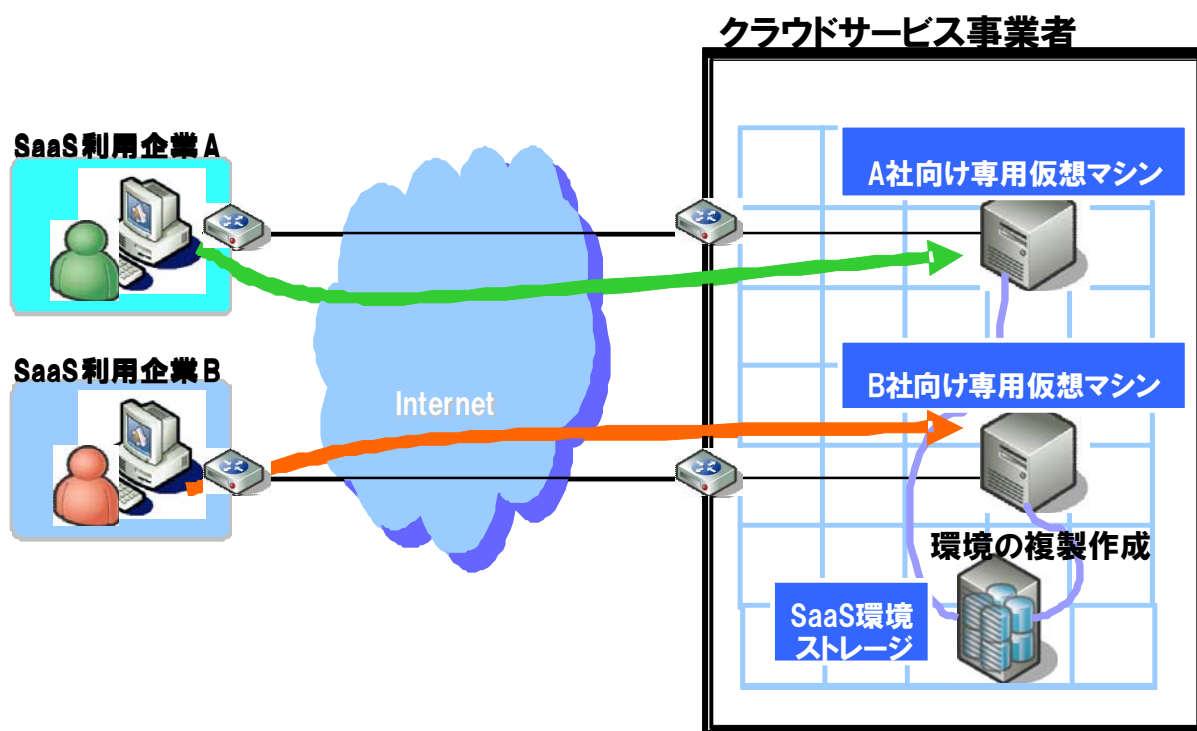 クラウドサービス事業者
SaaS利用企業A
A社向け専用仮想マシン
SaaS利用企業B
B社向け専用仮想マシン
Internet
環境の複製作成
SaaS環境
ストレージ